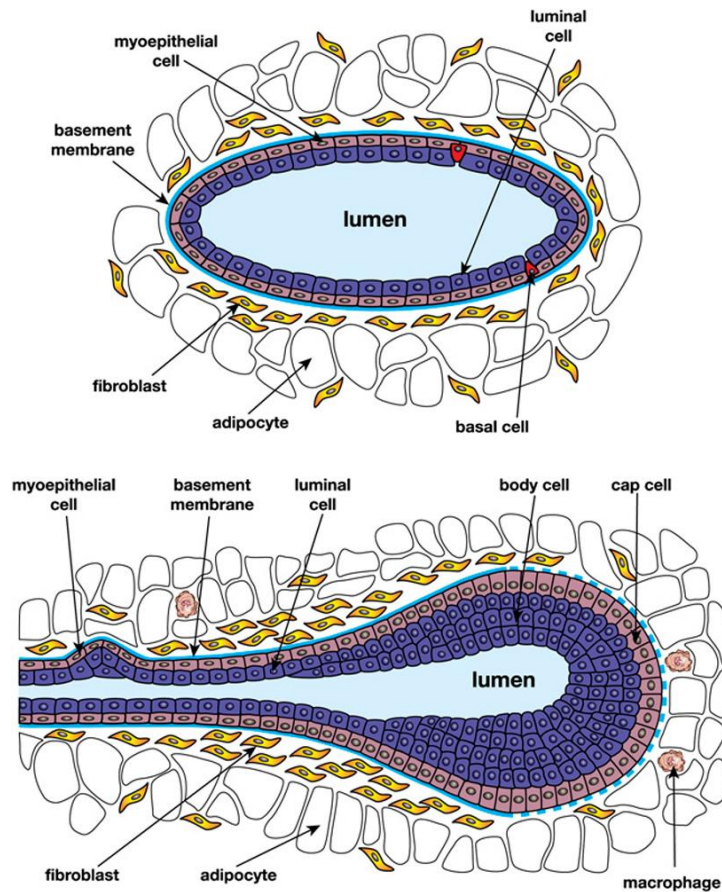 luminal
cell
myoepithelial
cell
basement
membrane
lumen
fibroblast
adipocyte
basal cell
myoepithelial
cell
basement
membrane
luminal
cell
body cell
cap cell
lumen
fibroblast
adipocyte
macrophage